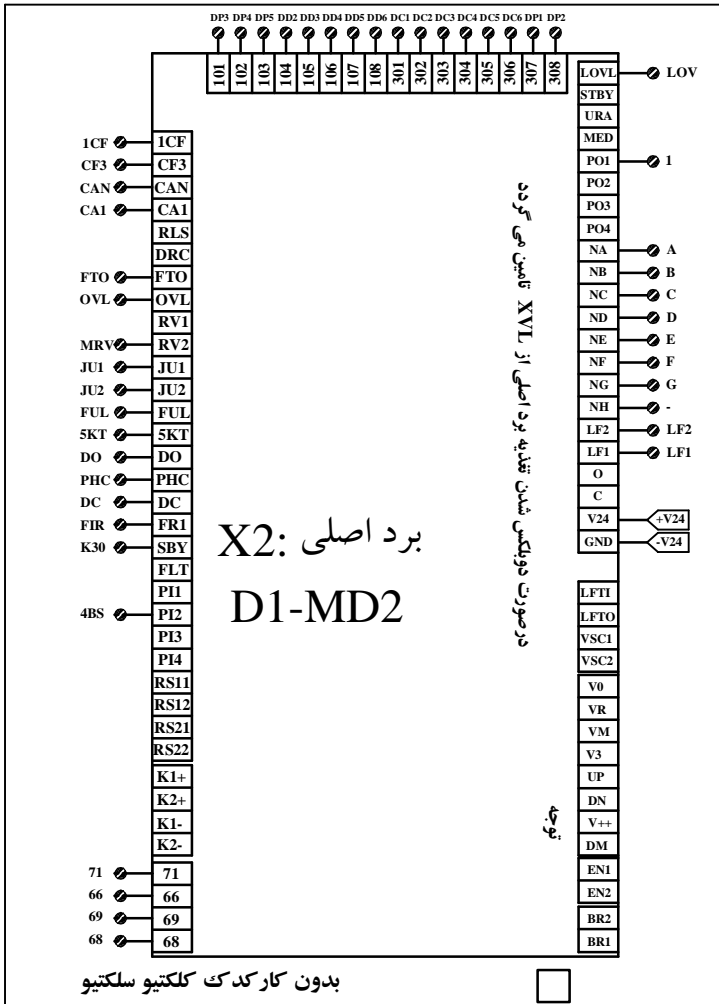 DP3 DP4 DP5 DD2 DD3 DD4 DD5 DD6 DC1 DC2 DC3 DC4 DC5 DC6 DP1 DP2
101 102 103 104 105 106 107 108 301 302 303 304 305 306 307 308
1CF 1CF
CF3 CF3
CAN CAN
CA1 CA1
RLS
DRC
FTO FTO
OVL OVL
RV1
MRV RV2
JU1 JU1
JU2 JU2
FUL FUL
5KT 5KT
DO DO
PHC PHC
DC DC
FIR FR1
K30 SBY
FLT
PI1
4BS PI2
PI3
PI4
RS11
RS12
RS21
RS22
K1+
K2+
K1-
K2-
71 71
66 66
69 69
68 68
برد اصلی :X2
D1-MD2
درصورت دوبلکس شدن تغذیه برد اصلی از XVL تامین می گردد
توجه
LOVL LOV
STBY
URA
MED
PO1 1
PO2
PO3
PO4
NA A
NB B
NC C
ND D
NE E
NF F
NG G
NH -
LF2 LF2
LF1 LF1
O
C
V24 +V24
GND -V24
LFTI
LFTO
VSC1
VSC2
V0
VR
VM
V3
UP
DN
V++
DM
EN1
EN2
BR2
BR1
بدون کارکدک کلکتیو سلکتیو